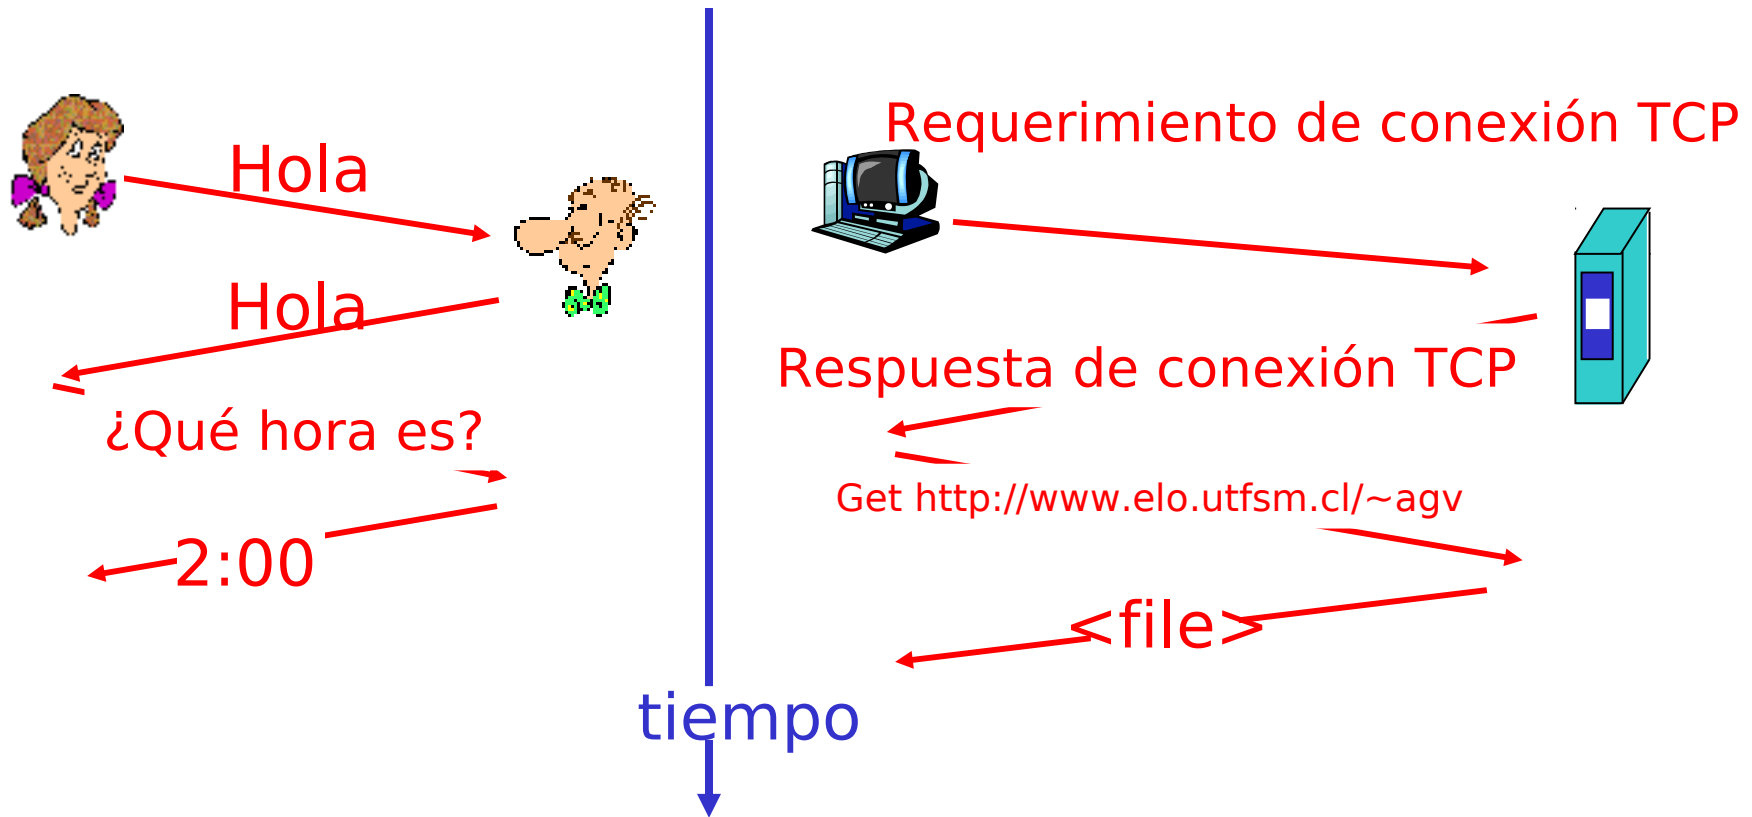 Hola
Hola
¿Qué hora es?
2:00
Requerimiento de conexión TCP
Respuesta de conexión TCP
Get http://www.elo.utfsm.cl/~agv
<file>
tiempo